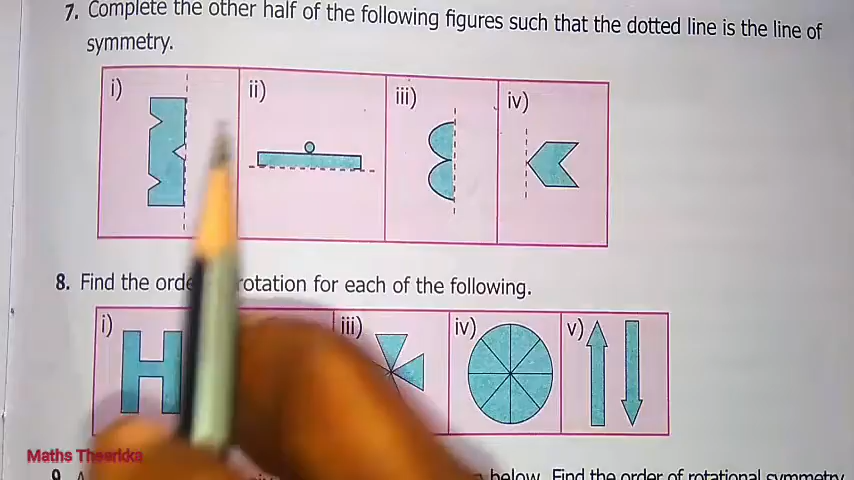 7. Complete the other half of the following figures such that the dotted line is the line of
symmetry.
i)
ii)
iii)
iv)
8. Find the orde rotation for each of the following.
i)
iii)
iv)
v)
Maths Theerkka
9.
below. Find the order of rotational symmetry